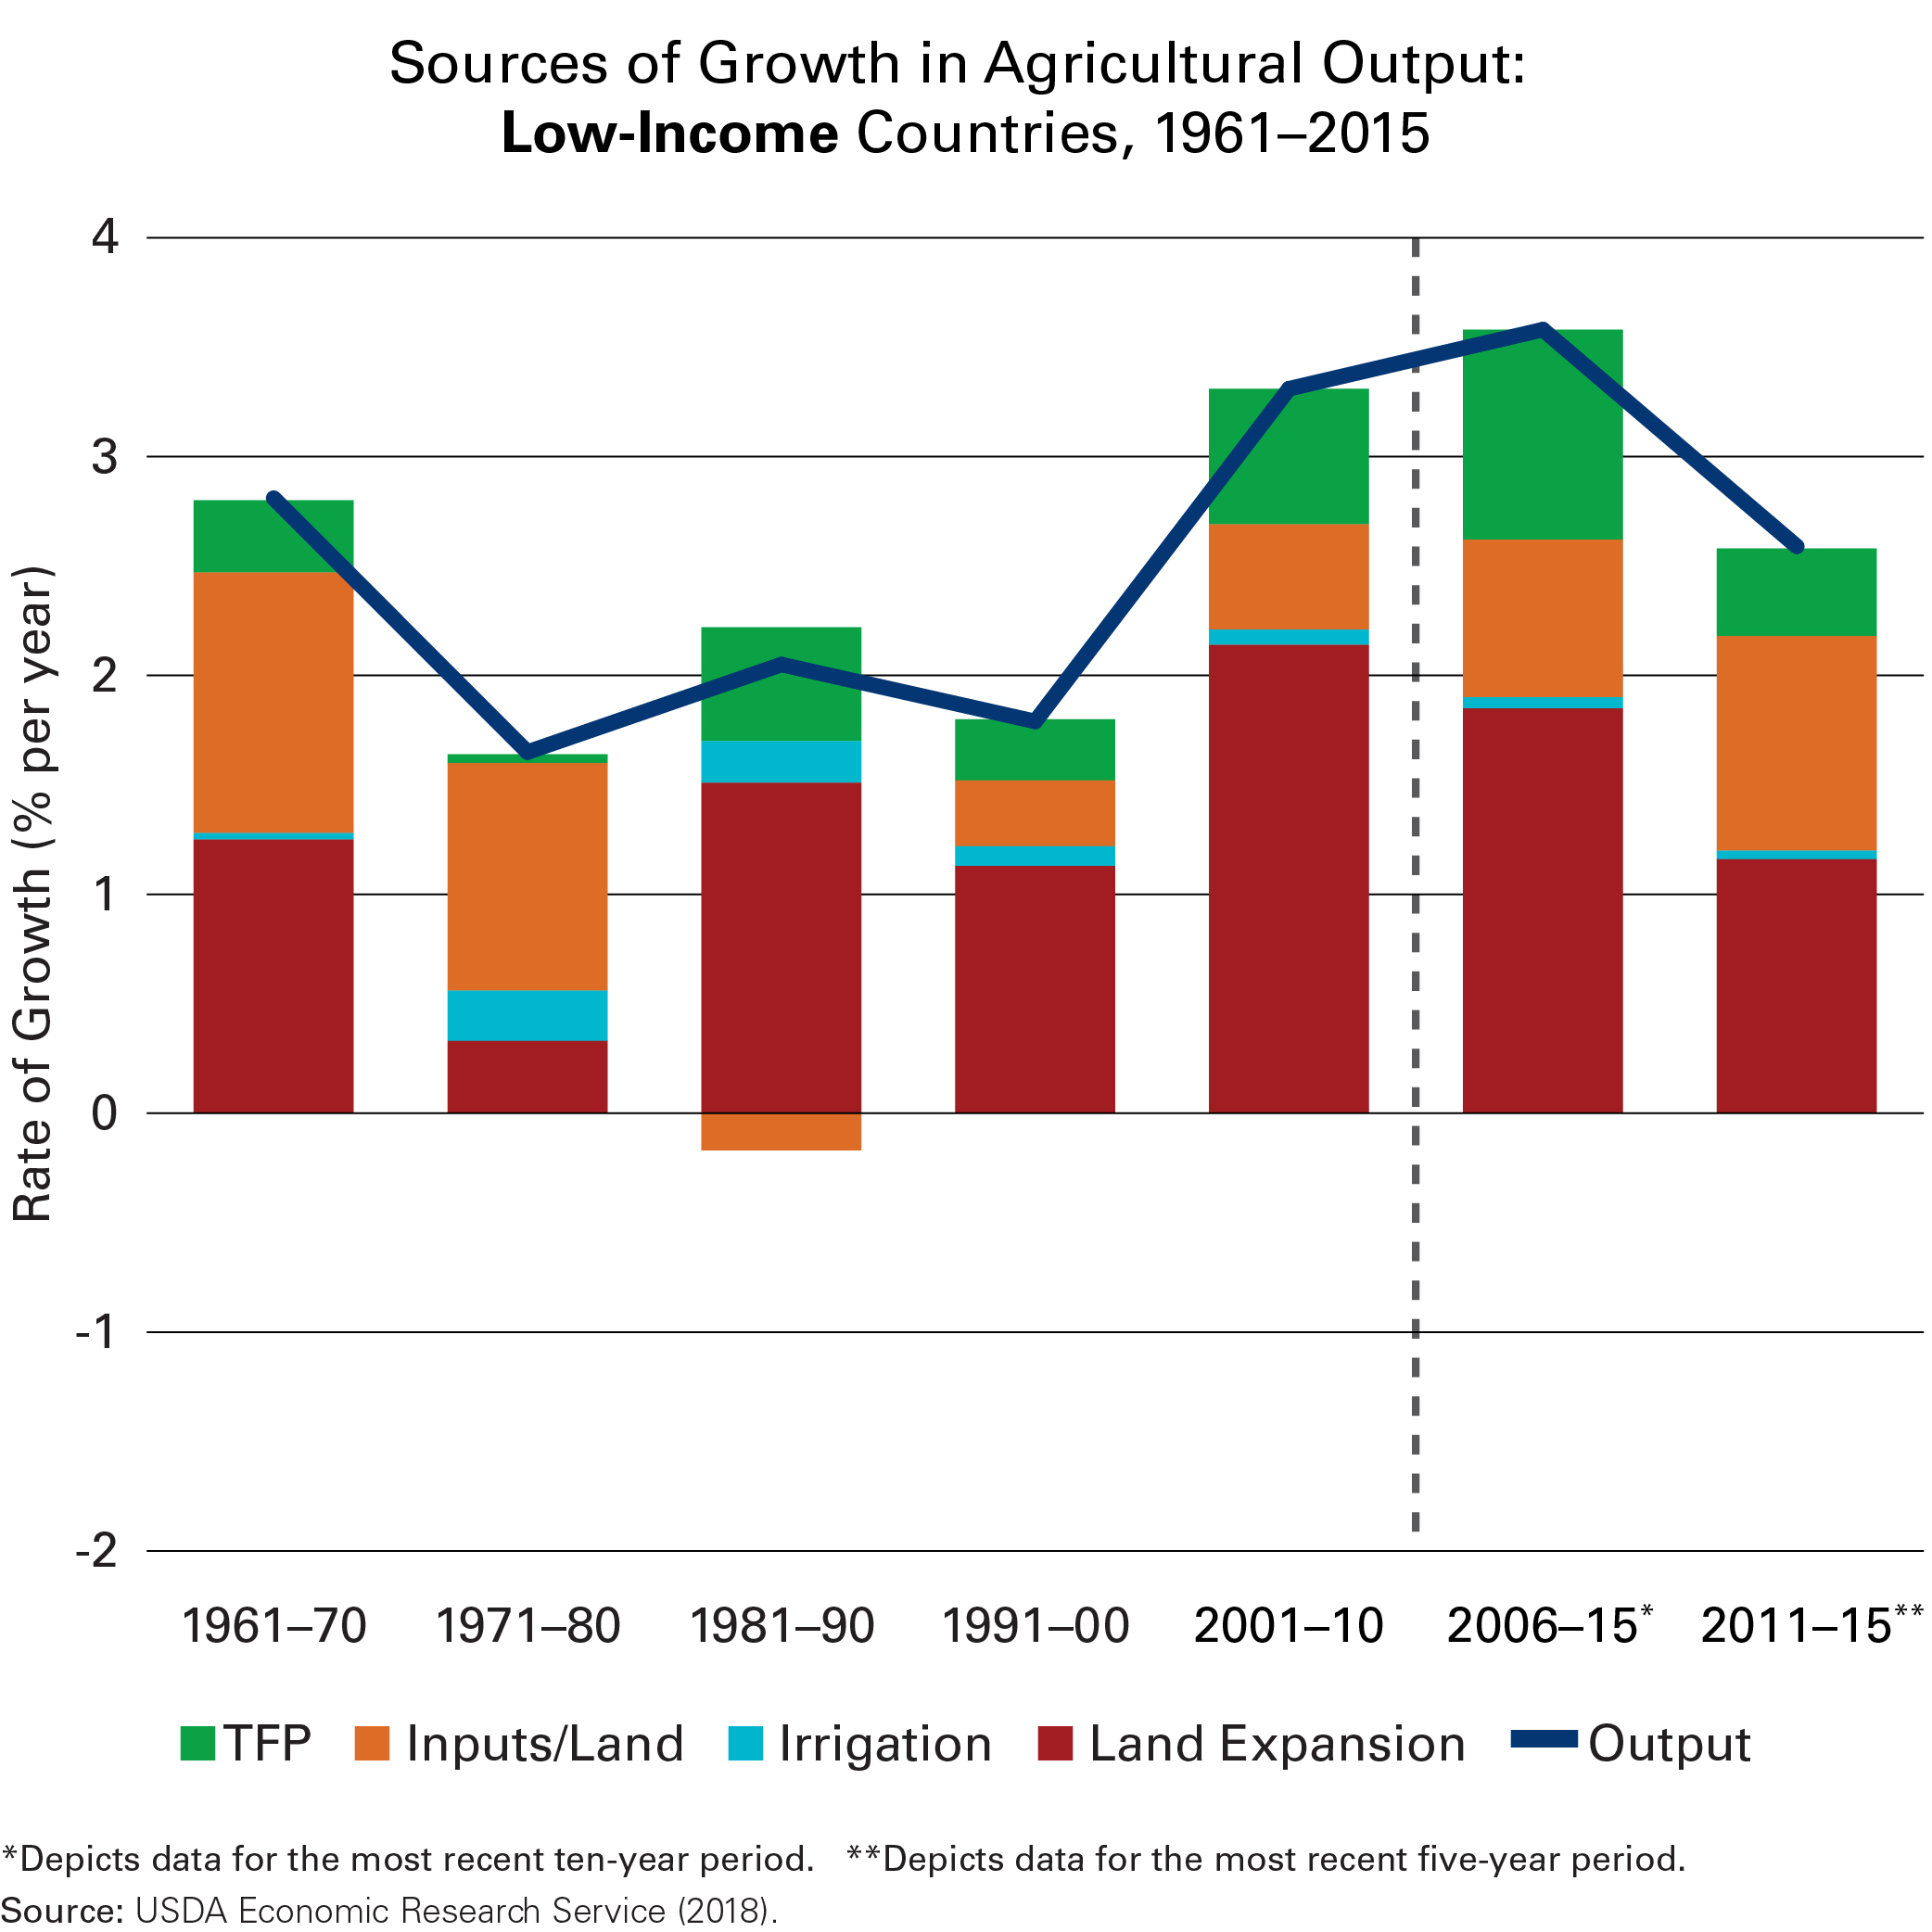 Sources of Growth in Agricultural Output:
Low-Income Countries, 1961–2015
Rate of Growth (% per year)
4
3
2
1
0
-1
-2
1961–70 1971–80 1981–90 1991–00 2001–10 2006–15* 2011–15**
TFP Inputs/Land Irrigation Land Expansion Output
*Depicts data for the most recent ten-year period. **Depicts data for the most recent five-year period.
Source: USDA Economic Research Service (2018).